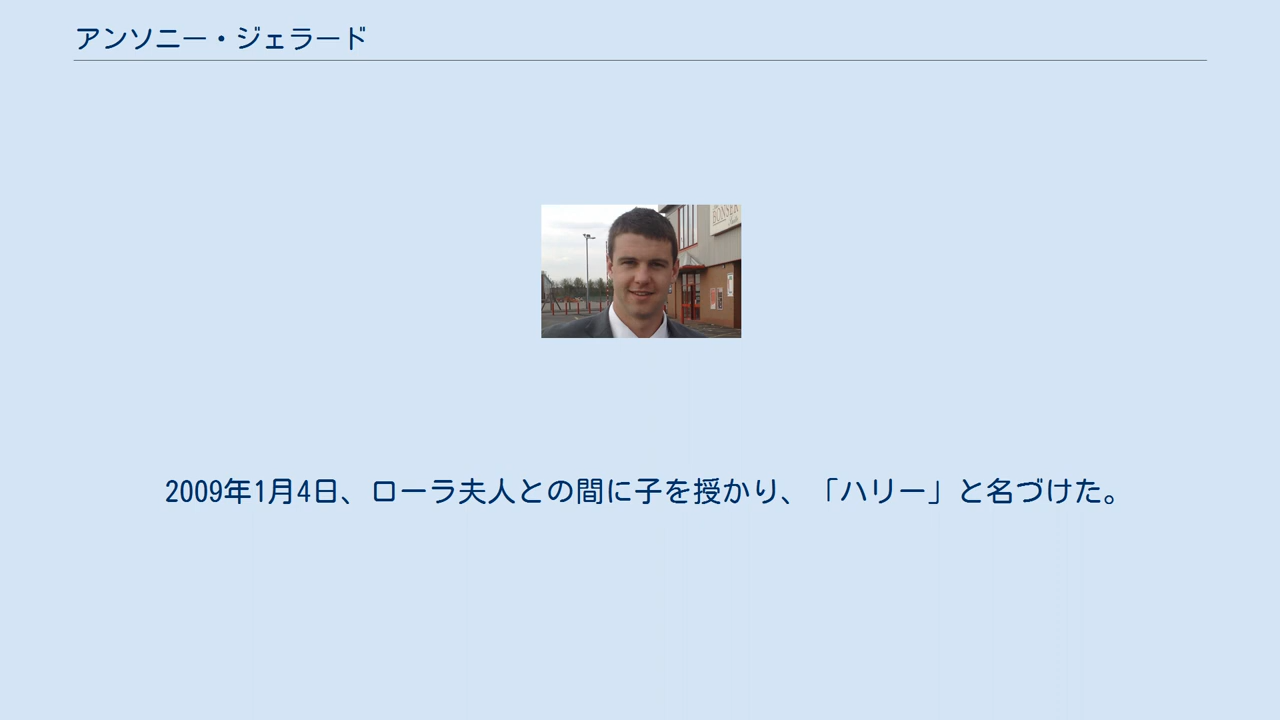 アンソニー・ジェラード
2009年1月4日、ローラ夫人との間に子を授かり、「ハリー」と名づけた。